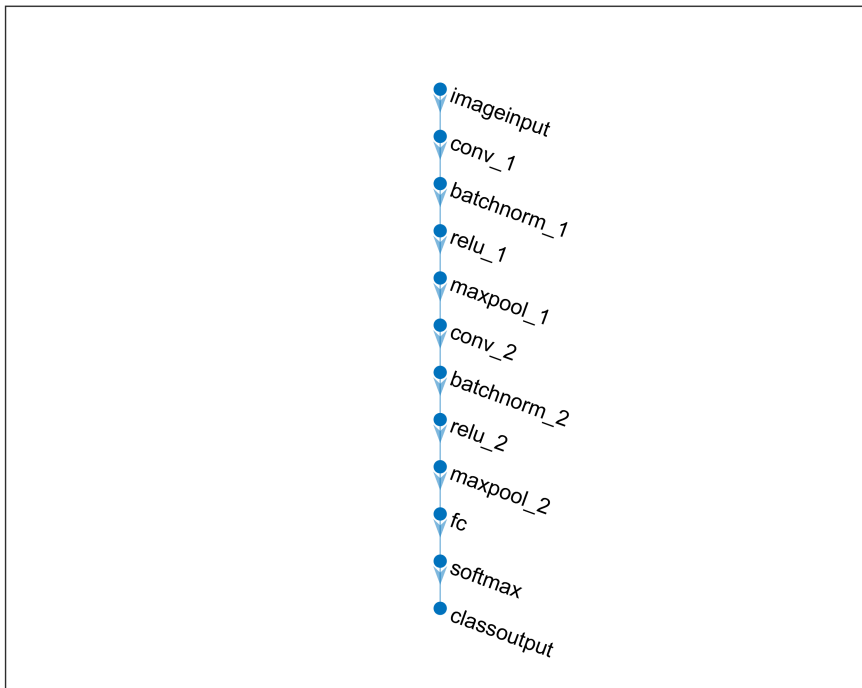 imageinput
conv_1
batchnorm_1
relu_1
maxpool_1
conv_2
batchnorm_2
relu_2
maxpool_2
fc
softmax
classoutput